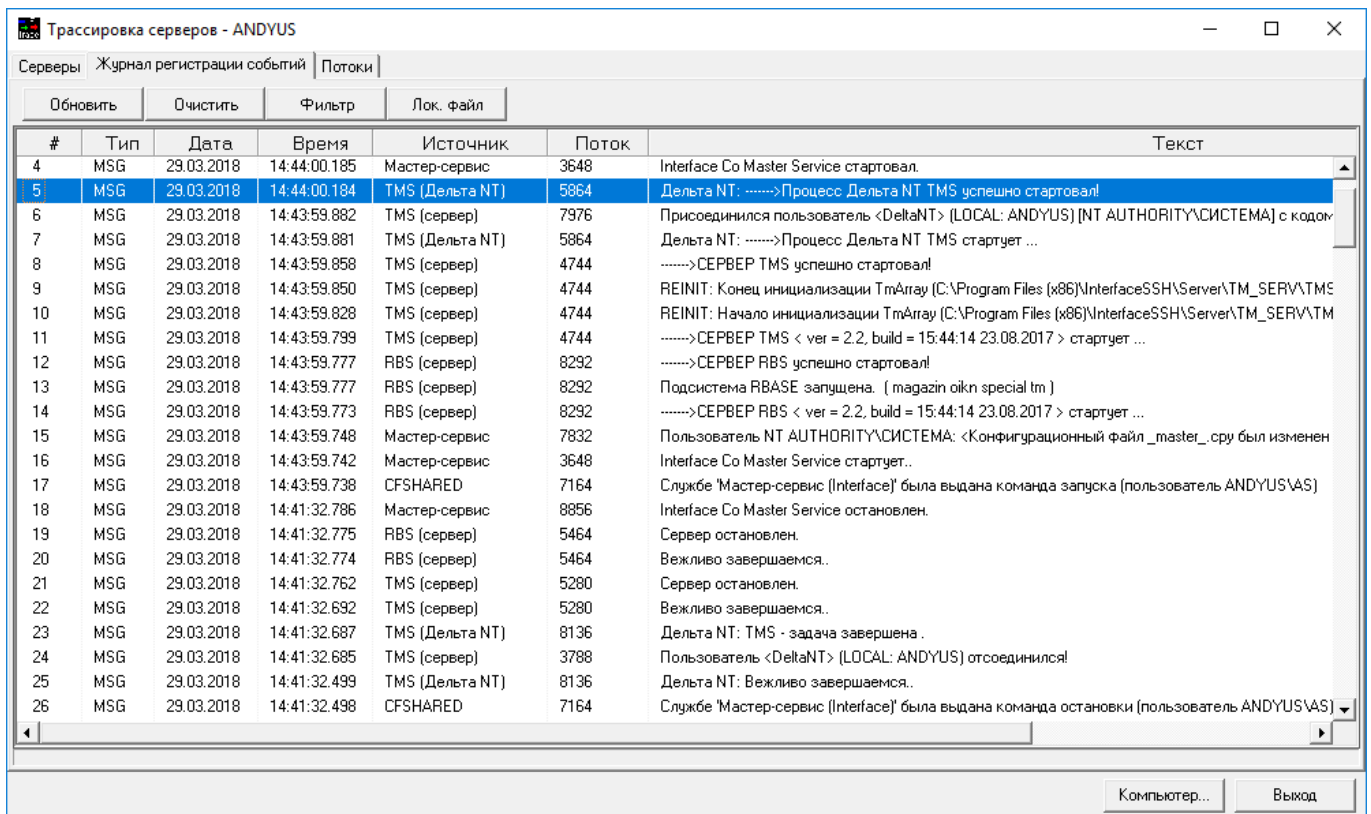 Трассировка серверов - ANDYUS
Серверы Журнал регистрации событий Потоки
Обновить Очистить Фильтр Лок. файл
# Тип Дата Время Источник Поток Текст
4 MSG 29.03.2018 14:44:00.185 Мастер-сервис 3648 Interface Co Master Service стартовал.
5 MSG 29.03.2018 14:44:00.184 TMS (Дельта NT) 5864 Дельта NT: ------->Процесс Дельта NT TMS успешно стартовал!
6 MSG 29.03.2018 14:43:59.882 TMS (сервер) 7976 Присоединился пользователь <DeltaNT> (LOCAL: ANDYUS) [NT AUTHORITY\СИСТЕМА] с кодом
7 MSG 29.03.2018 14:43:59.881 TMS (Дельта NT) 5864 Дельта NT: ------->Процесс Дельта NT TMS стартует ...
8 MSG 29.03.2018 14:43:59.858 TMS (сервер) 4744 ------->СЕРВЕР TMS успешно стартовал!
9 MSG 29.03.2018 14:43:59.850 TMS (сервер) 4744 REINIT: Конец инициализации TmArray (C:\Program Files (x86)\InterfaceSSH\Server\TM_SERV\TMS
10 MSG 29.03.2018 14:43:59.828 TMS (сервер) 4744 REINIT: Начало инициализации TmArray (C:\Program Files (x86)\InterfaceSSH\Server\TM_SERV\TM
11 MSG 29.03.2018 14:43:59.799 TMS (сервер) 4744 ------->СЕРВЕР TMS < ver = 2.2, build = 15:44:14 23.08.2017 > стартует ...
12 MSG 29.03.2018 14:43:59.777 RBS (сервер) 8292 ------->СЕРВЕР RBS успешно стартовал!
13 MSG 29.03.2018 14:43:59.777 RBS (сервер) 8292 Подсистема RBASE запущена. ( magazin oikn special tm )
14 MSG 29.03.2018 14:43:59.773 RBS (сервер) 8292 ------->СЕРВЕР RBS < ver = 2.2, build = 15:44:14 23.08.2017 > стартует ...
15 MSG 29.03.2018 14:43:59.748 Мастер-сервис 7832 Пользователь NT AUTHORITY\СИСТЕМА: <Конфигурационный файл _master_.cpy был изменен
16 MSG 29.03.2018 14:43:59.742 Мастер-сервис 3648 Interface Co Master Service стартует..
17 MSG 29.03.2018 14:43:59.738 CFSHARED 7164 Службе 'Мастер-сервис (Interface)' была выдана команда запуска (пользователь ANDYUS\AS)
18 MSG 29.03.2018 14:41:32.786 Мастер-сервис 8856 Interface Co Master Service остановлен.
19 MSG 29.03.2018 14:41:32.775 RBS (сервер) 5464 Сервер остановлен.
20 MSG 29.03.2018 14:41:32.774 RBS (сервер) 5464 Вежливо завершаемся..
21 MSG 29.03.2018 14:41:32.762 TMS (сервер) 5280 Сервер остановлен.
22 MSG 29.03.2018 14:41:32.692 TMS (сервер) 5280 Вежливо завершаемся..
23 MSG 29.03.2018 14:41:32.687 TMS (Дельта NT) 8136 Дельта NT: TMS - задача завершена .
24 MSG 29.03.2018 14:41:32.685 TMS (сервер) 3788 Пользователь <DeltaNT> (LOCAL: ANDYUS) отсоединился!
25 MSG 29.03.2018 14:41:32.499 TMS (Дельта NT) 8136 Дельта NT: Вежливо завершаемся..
26 MSG 29.03.2018 14:41:32.498 CFSHARED 7164 Службе 'Мастер-сервис (Interface)' была выдана команда остановки (пользователь ANDYUS\AS)
Компьютер... Выход